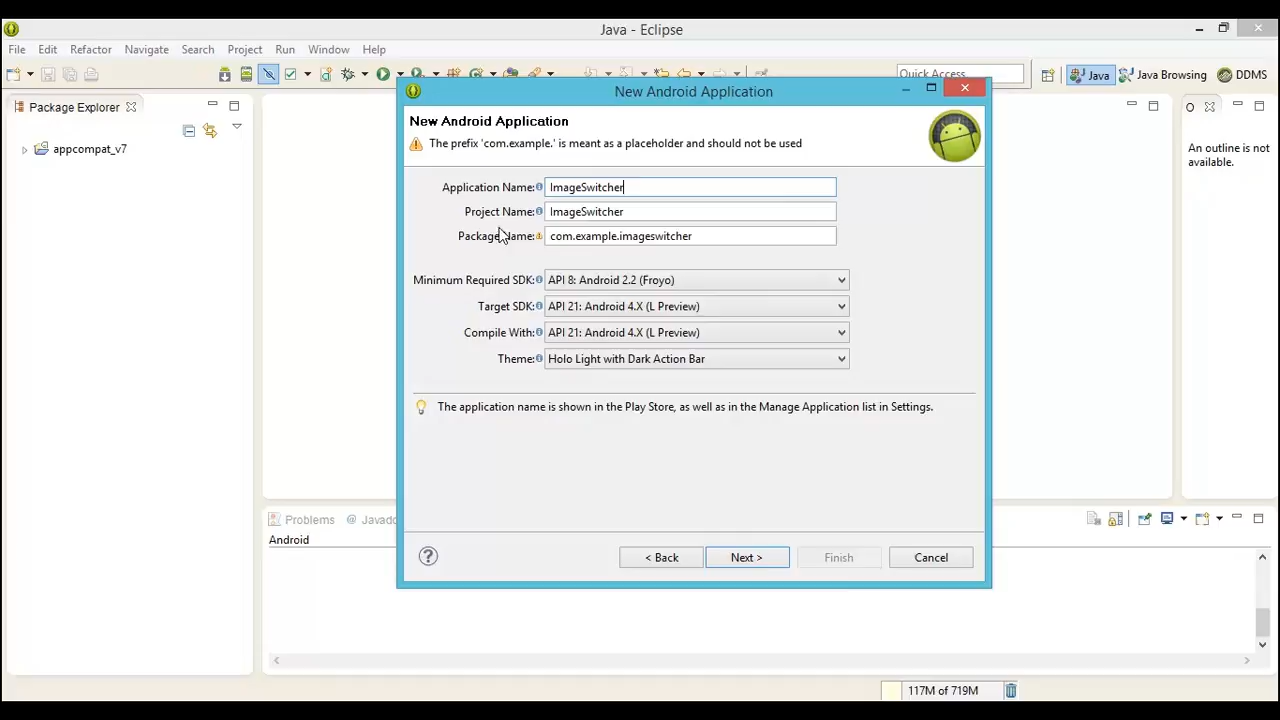 Java - Eclipse
File Edit Refactor Navigate Search Project Run Window Help
Quick Access
Java
Java Browsing
DDMS
Package Explorer
appcompat_v7
New Android Application
New Android Application
The prefix 'com.example.' is meant as a placeholder and should not be used
Application Name: ImageSwitcher
Project Name: ImageSwitcher
Package Name: com.example.imageswitcher
Minimum Required SDK: API 8: Android 2.2 (Froyo)
Target SDK: API 21: Android 4.X (L Preview)
Compile With: API 21: Android 4.X (L Preview)
Theme: Holo Light with Dark Action Bar
The application name is shown in the Play Store, as well as in the Manage Application list in Settings.
? < Back Next > Finish Cancel
An outline is not
available.
Problems @ Javado
Android
117M of 719M